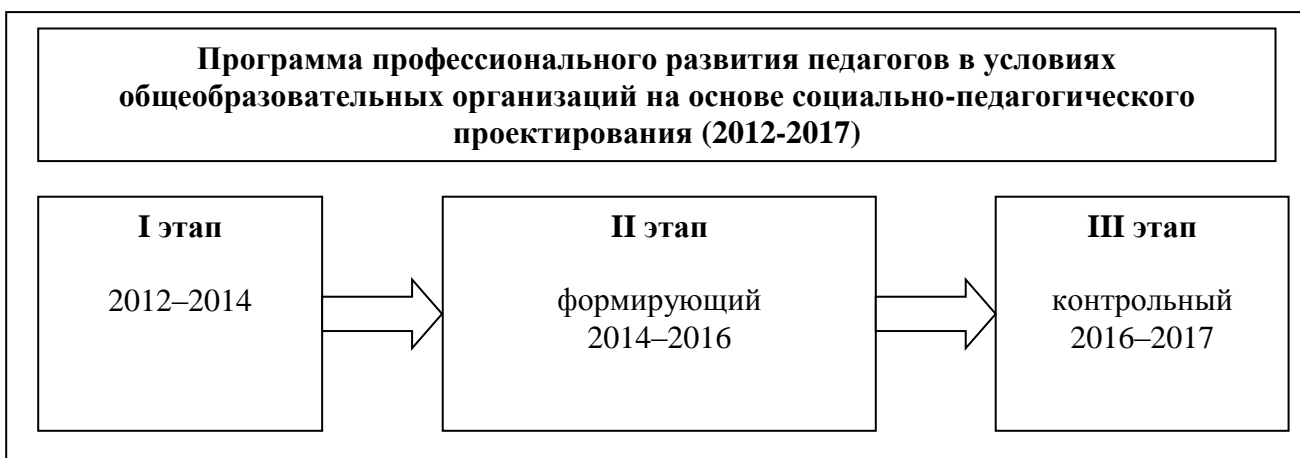 Программа профессионального развития педагогов в условиях
общеобразовательных организаций на основе социально-педагогического
проектирования (2012-2017)
I этап
2012–2014
II этап
формирующий
2014–2016
III этап
контрольный
2016–2017